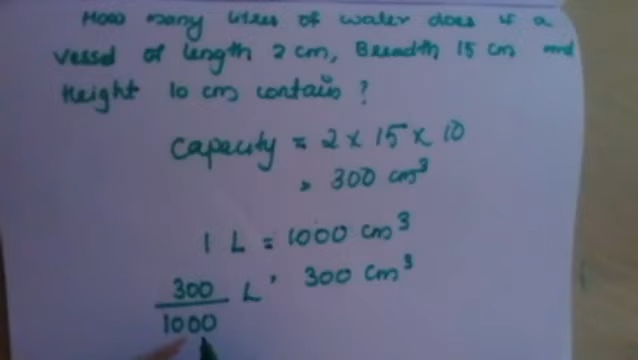 How many liters of water does if a
vessel of length 2 cm, Breadth 15 cm and
Height 10 cm contain ?
Capacity = 2 x 15 x 10
= 300 cm³
1 L = 1000 cm³
300/1000 L = 300 cm³